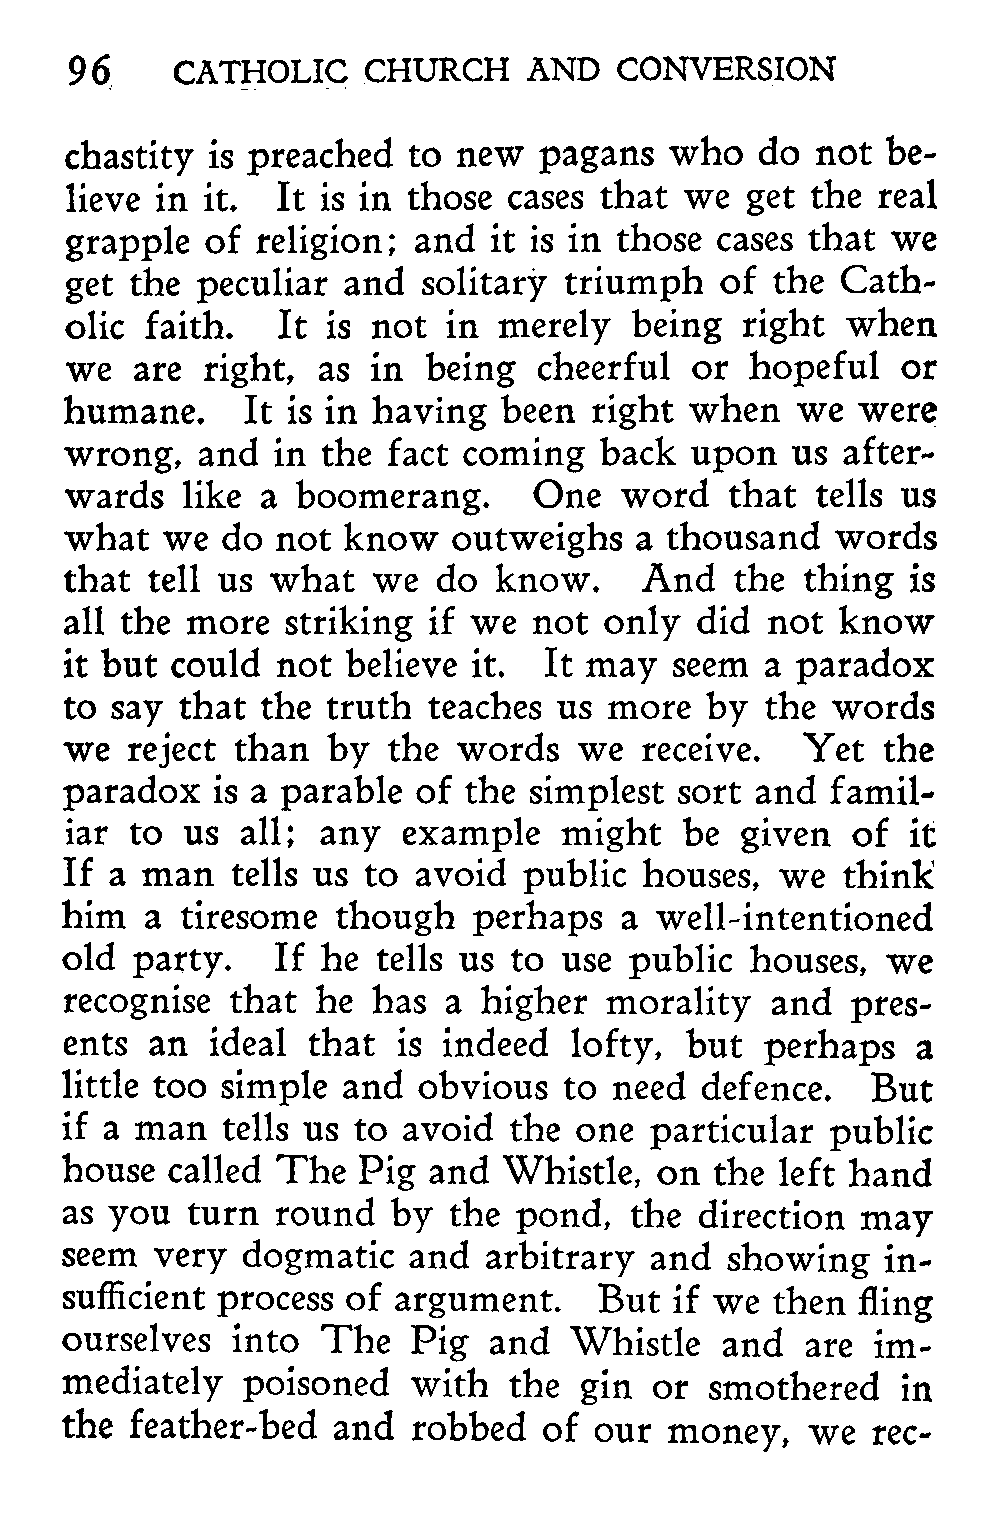 96 CATHOLIC CHURCH AND CONVERSION
chastity is preached to new pagans who do not be-
lieve in it. It is in those cases that we get the real
grapple of religion; and it is in those cases that we
get the peculiar and solitary triumph of the Cath-
olic faith. It is not in merely being right when
we are right, as in being cheerful or hopeful or
humane. It is in having been right when we were
wrong, and in the fact coming back upon us after-
wards like a boomerang. One word that tells us
what we do not know outweighs a thousand words
that tell us what we do know. And the thing is
all the more striking if we not only did not know
it but could not believe it. It may seem a paradox
to say that the truth teaches us more by the words
we reject than by the words we receive. Yet the
paradox is a parable of the simplest sort and famil-
iar to us all; any example might be given of it
If a man tells us to avoid public houses, we think
him a tiresome though perhaps a well-intentioned
old party. If he tells us to use public houses, we
recognise that he has a higher morality and pres-
ents an ideal that is indeed lofty, but perhaps a
little too simple and obvious to need defence. But
if a man tells us to avoid the one particular public
house called The Pig and Whistle, on the left hand
as you turn round by the pond, the direction may
seem very dogmatic and arbitrary and showing in-
sufficient process of argument. But if we then fling
ourselves into The Pig and Whistle and are im-
mediately poisoned with the gin or smothered in
the feather-bed and robbed of our money, we rec-